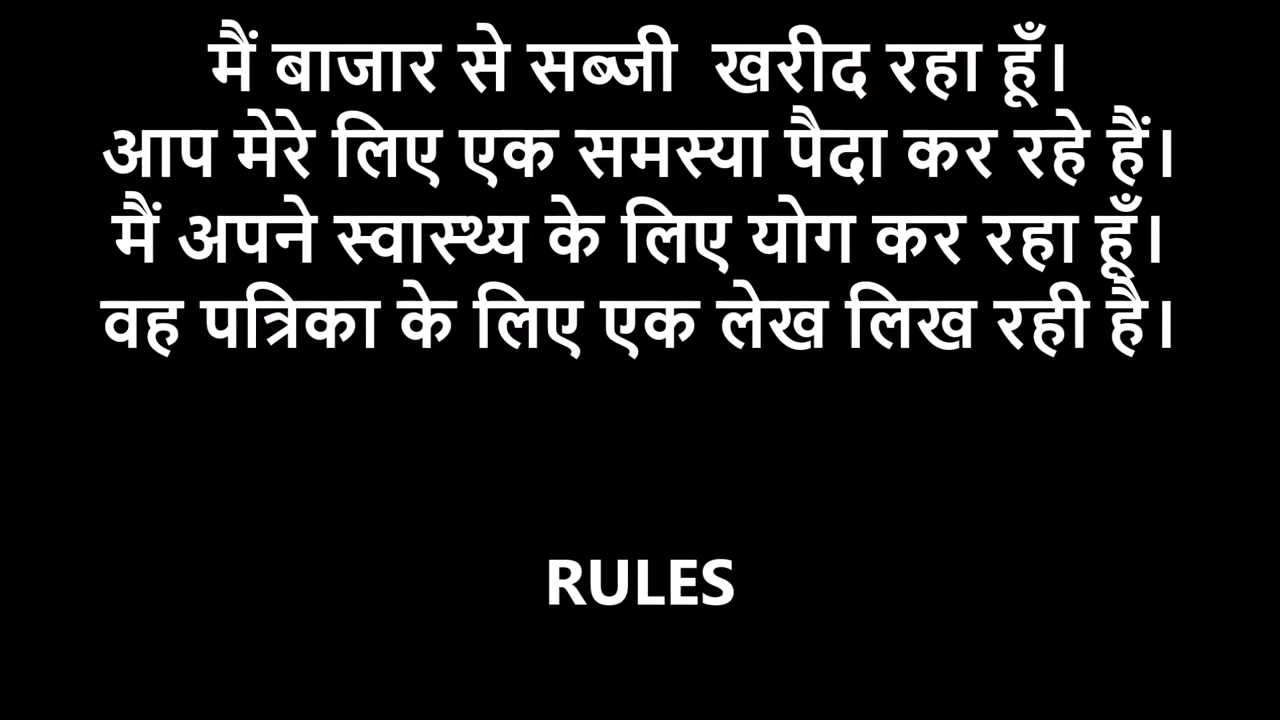 मैं बाजार से सब्जी  खरीद रहा हूँ।
आप मेरे लिए एक समस्या पैदा कर रहे हैं।
मैं अपने स्वास्थ्य के लिए योग कर रहा हूँ।
वह पत्रिका के लिए एक लेख लिख रही है।
RULES